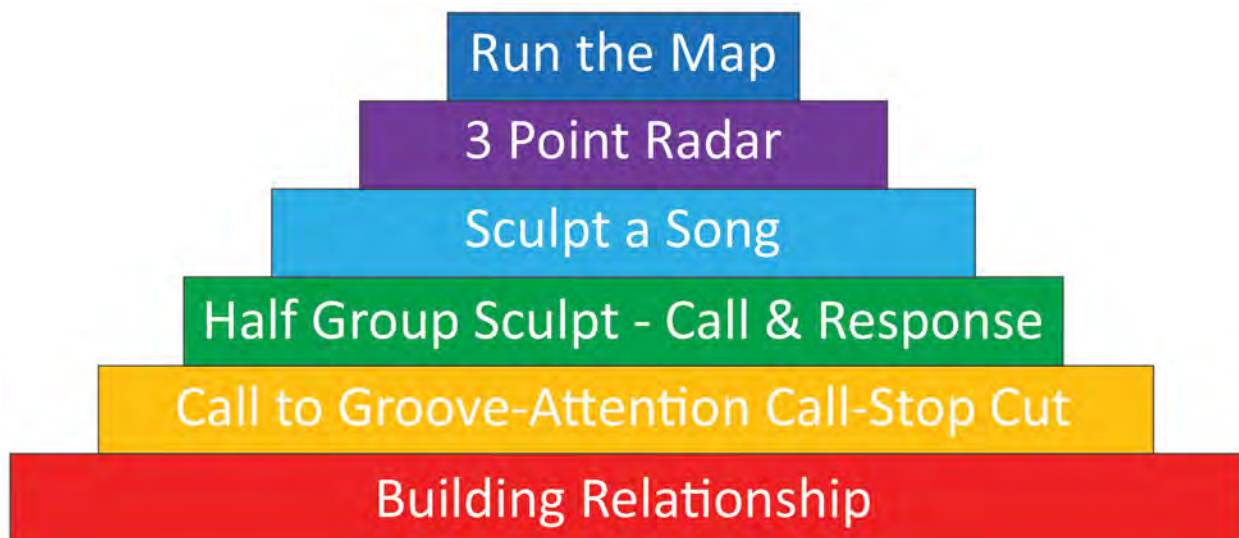 Run the Map
3 Point Radar
Sculpt a Song
Half Group Sculpt - Call & Response
Call to Groove-Attention Call-Stop Cut
Building Relationship